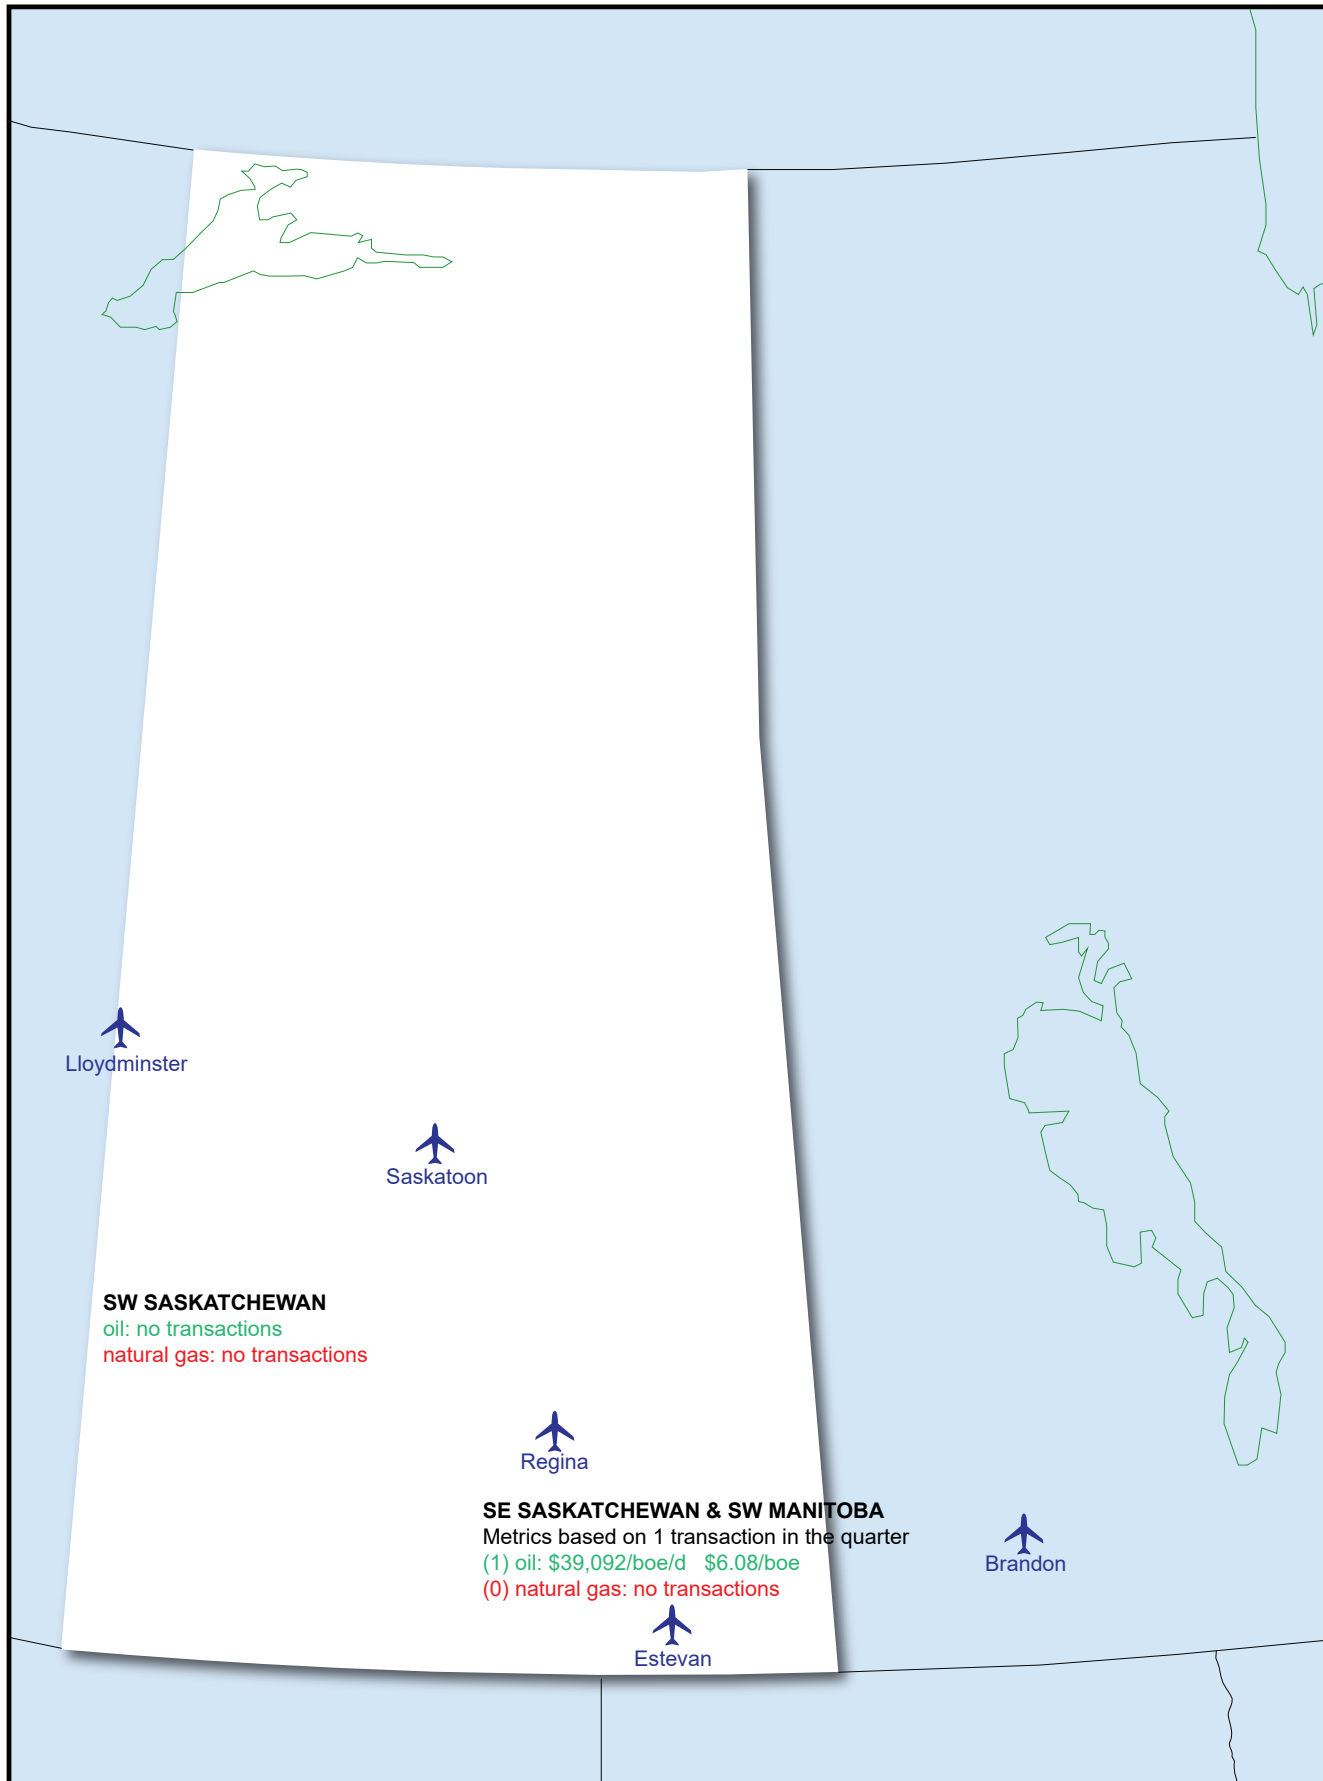 Lloydminster
Saskatoon
SW SASKATCHEWAN
oil: no transactions
natural gas: no transactions
Regina
SE SASKATCHEWAN & SW MANITOBA
Metrics based on 1 transaction in the quarter
(1) oil: $39,092/boe/d $6.08/boe
(0) natural gas: no transactions
Brandon
Estevan